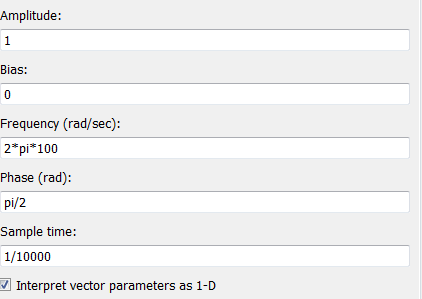 Amplitude:
1
Bias:
0
Frequency (rad/sec):
2*pi*100
Phase (rad):
pi/2
Sample time:
1/10000
Interpret vector parameters as 1-D